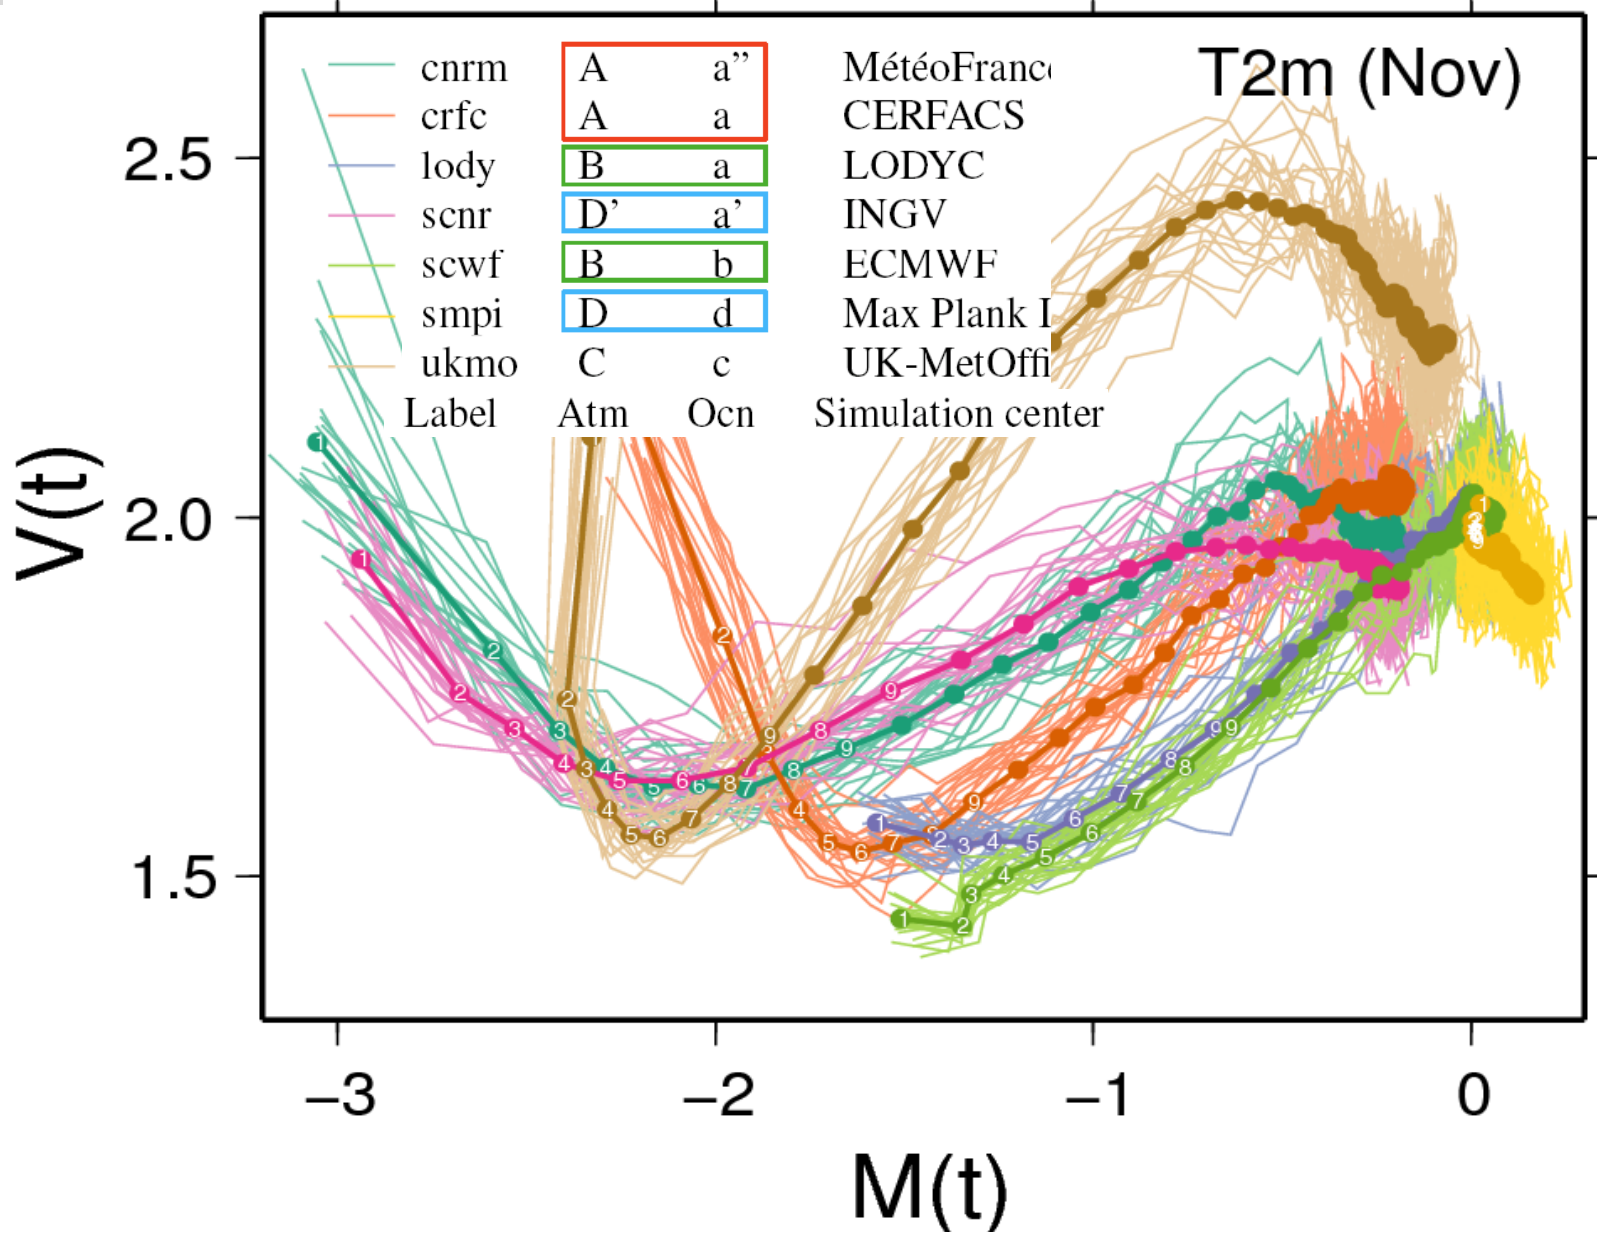 T2m (Nov)
cnrm A a” MétéoFranc
crfc A a CERFACS
lody B a LODYC
scnr D’ a’ INGV
scwf B b ECMWF
smpi D d Max Plank I
ukmo C c UK-MetOffi
Label Atm Ocn Simulation center
2.5
2.0
1.5
V(t)
−3 −2 −1 0
M(t)